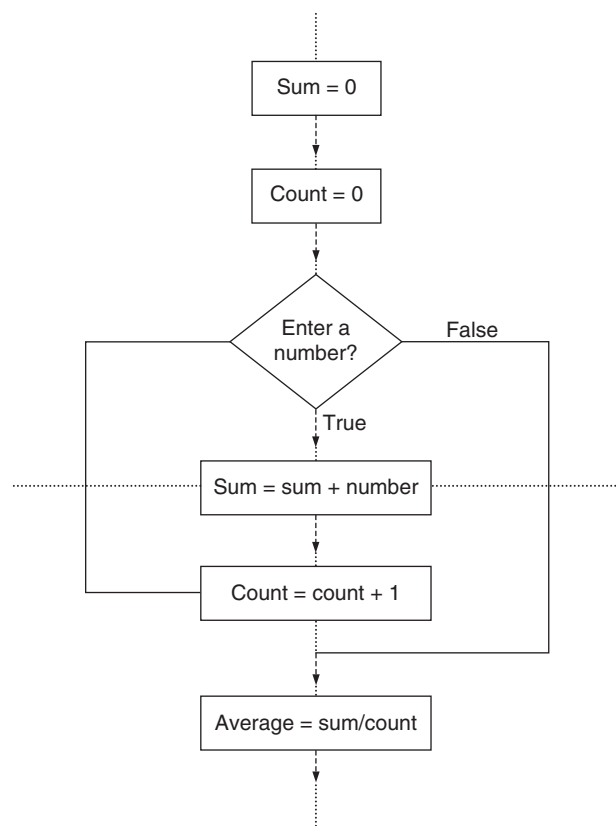 Sum = 0
Count = 0
Enter a
number?
False
True
Sum = sum + number
Count = count + 1
Average = sum/count